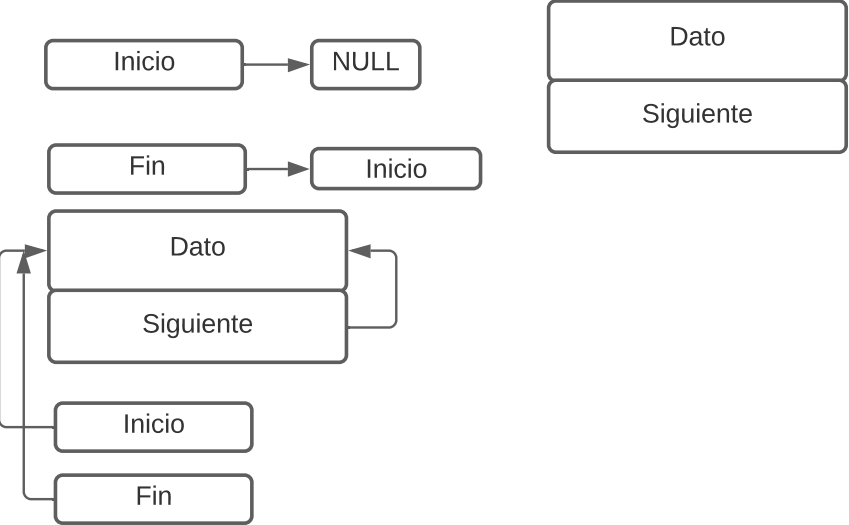 Inicio
NULL
Dato
Siguiente
Fin
Inicio
Dato
Siguiente
Inicio
Fin